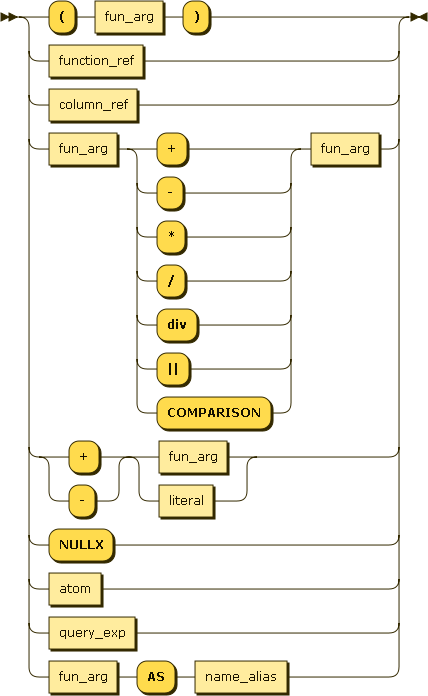 ( fun_arg )
function_ref
column_ref
fun_arg + fun_arg
-
*
/
div
||
COMPARISON
+ fun_arg
- literal
NULLX
atom
query_exp
fun_arg AS name_alias